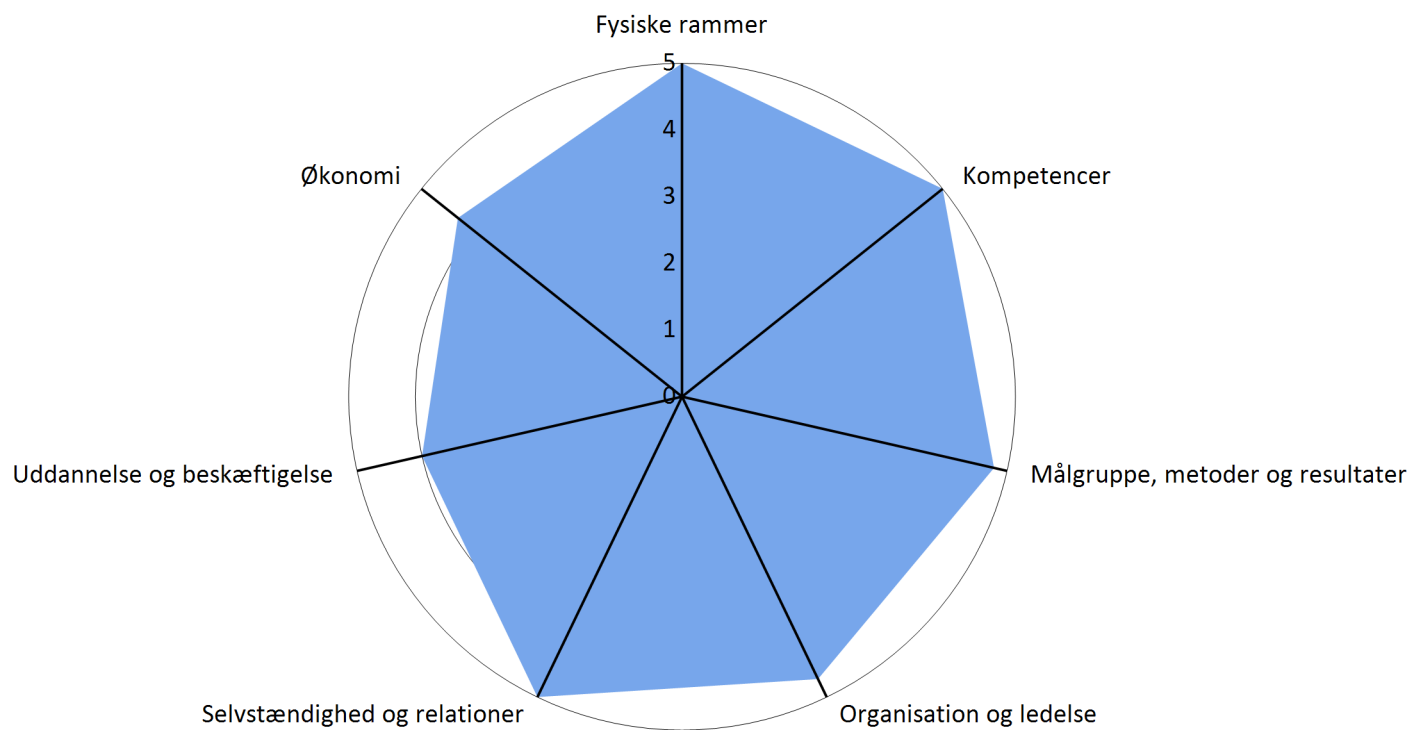 Fysiske rammer
5
4
3
2
1
0
Økonomi
Kompetencer
Uddannelse og beskæftigelse
Målgruppe, metoder og resultater
Selvstændighed og relationer
Organisation og ledelse